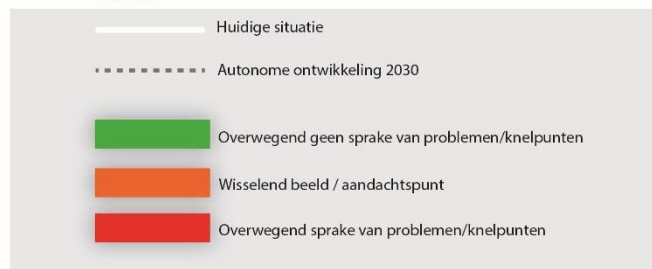 Huidige situatie
Autonome ontwikkeling 2030
Overwegend geen sprake van problemen/knelpunten
Wisselend beeld / aandachtspunt
Overwegend sprake van problemen/knelpunten